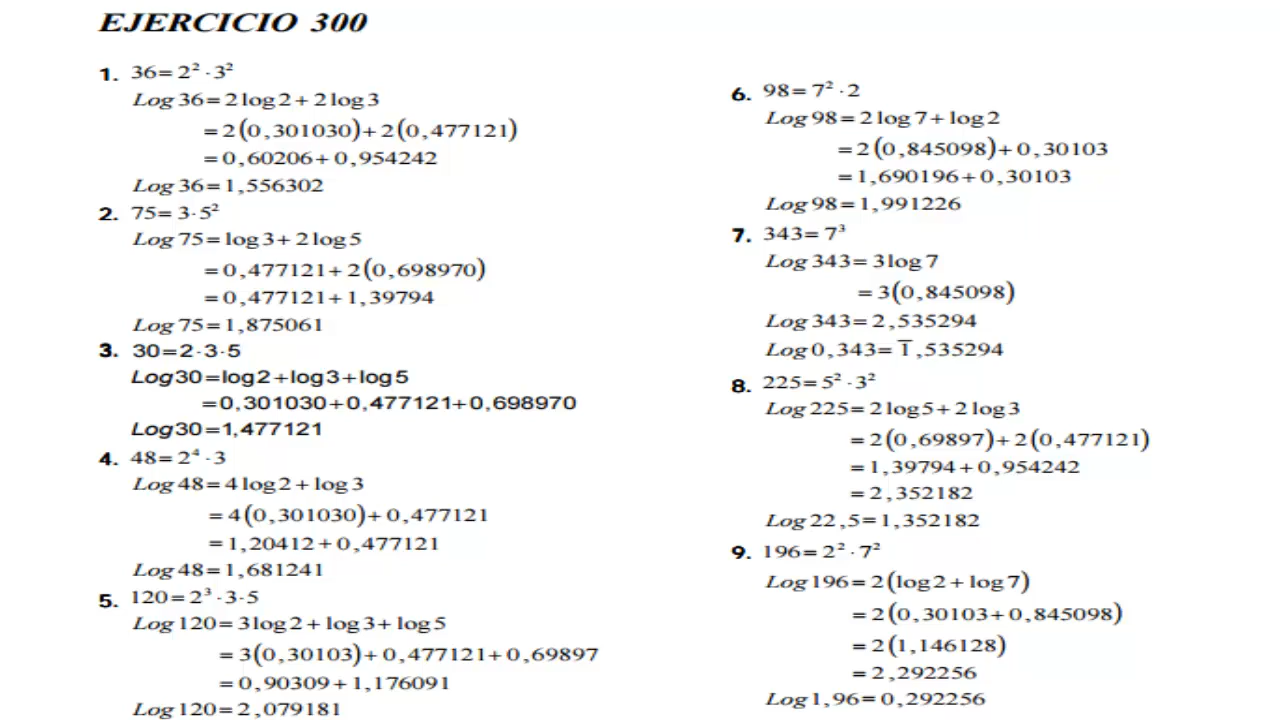 EJERCICIO 300
1. 36 = 2² · 3²
Log 36 = 2 log 2 + 2 log 3
= 2(0,301030) + 2(0,477121)
= 0,60206 + 0,954242
Log 36 = 1,556302
2. 75 = 3 · 5²
Log 75 = log 3 + 2 log 5
= 0,477121 + 2(0,698970)
= 0,477121 + 1,39794
Log 75 = 1,875061
3. 30 = 2 · 3 · 5
Log 30 = log 2 + log 3 + log 5
= 0,301030 + 0,477121 + 0,698970
Log 30 = 1,477121
4. 48 = 2⁴ · 3
Log 48 = 4 log 2 + log 3
= 4(0,301030) + 0,477121
= 1,20412 + 0,477121
Log 48 = 1,681241
5. 120 = 2³ · 3 · 5
Log 120 = 3 log 2 + log 3 + log 5
= 3(0,30103) + 0,477121 + 0,69897
= 0,90309 + 1,176091
Log 120 = 2,079181
6. 98 = 7² · 2
Log 98 = 2 log 7 + log 2
= 2(0,845098) + 0,30103
= 1,690196 + 0,30103
Log 98 = 1,991226
7. 343 = 7³
Log 343 = 3 log 7
= 3(0,845098)
Log 343 = 2,535294
Log 0,343 = 1̅,535294
8. 225 = 5² · 3²
Log 225 = 2 log 5 + 2 log 3
= 2(0,69897) + 2(0,477121)
= 1,39794 + 0,954242
= 2,352182
Log 22,5 = 1,352182
9. 196 = 2² · 7²
Log 196 = 2(log 2 + log 7)
= 2(0,30103 + 0,845098)
= 2(1,146128)
= 2,292256
Log 1,96 = 0,292256